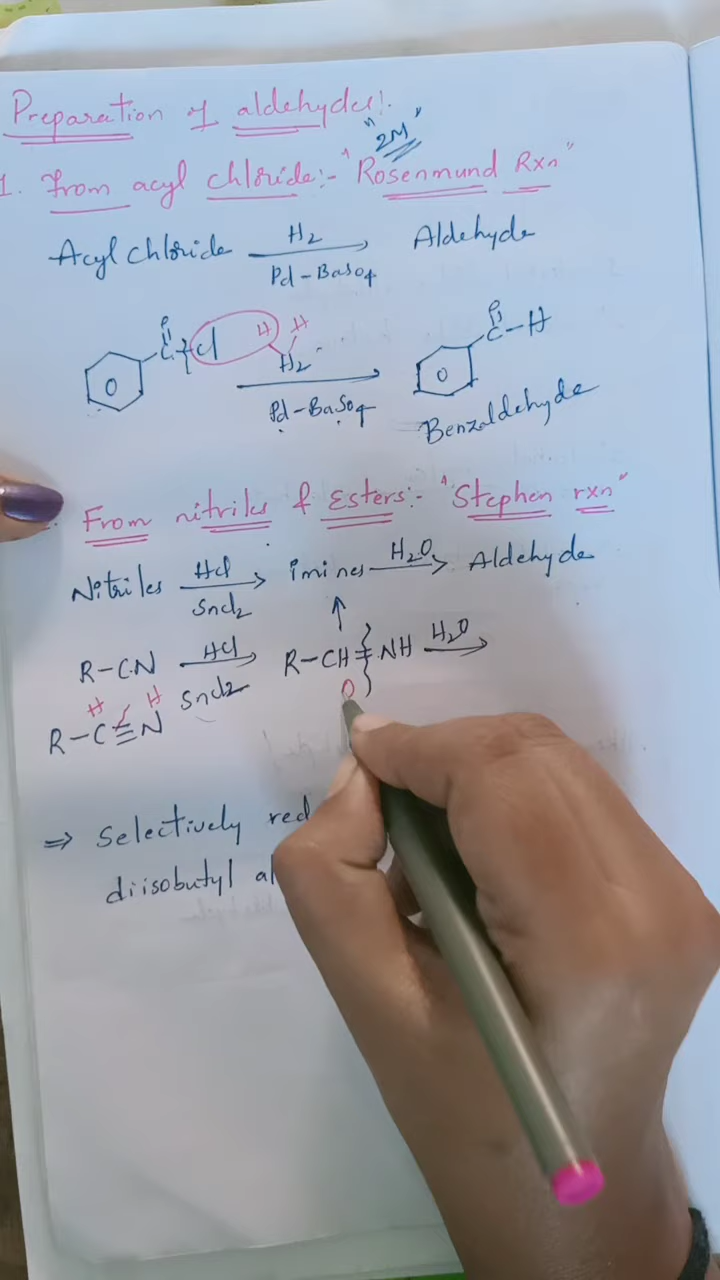 Preparation of aldehydes:-
"2M"
1. From acyl chloride:- "Rosenmund Rxn"
Acyl chloride H2 Pd-BaSO4 Aldehyde
O C Cl H H H2 Pd-BaSO4 O C-H
Benzaldehyde
From nitriles & Esters:- "Stephen rxn"
Nitriles HCl SnCl2 imines H2O Aldehyde
R-CN HCl SnCl2 R-CH=NH H2O
H H O
R-C≡N
⇒ Selectively red
diisobutyl al